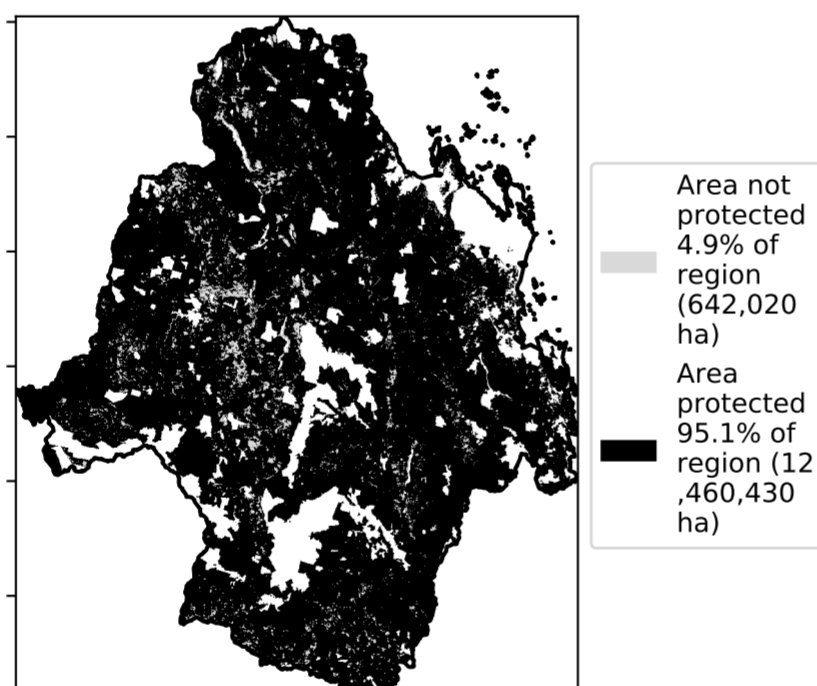 Area not
protected
4.9% of
region
(642,020
ha)
Area
protected
95.1% of
region (12
,460,430
ha)